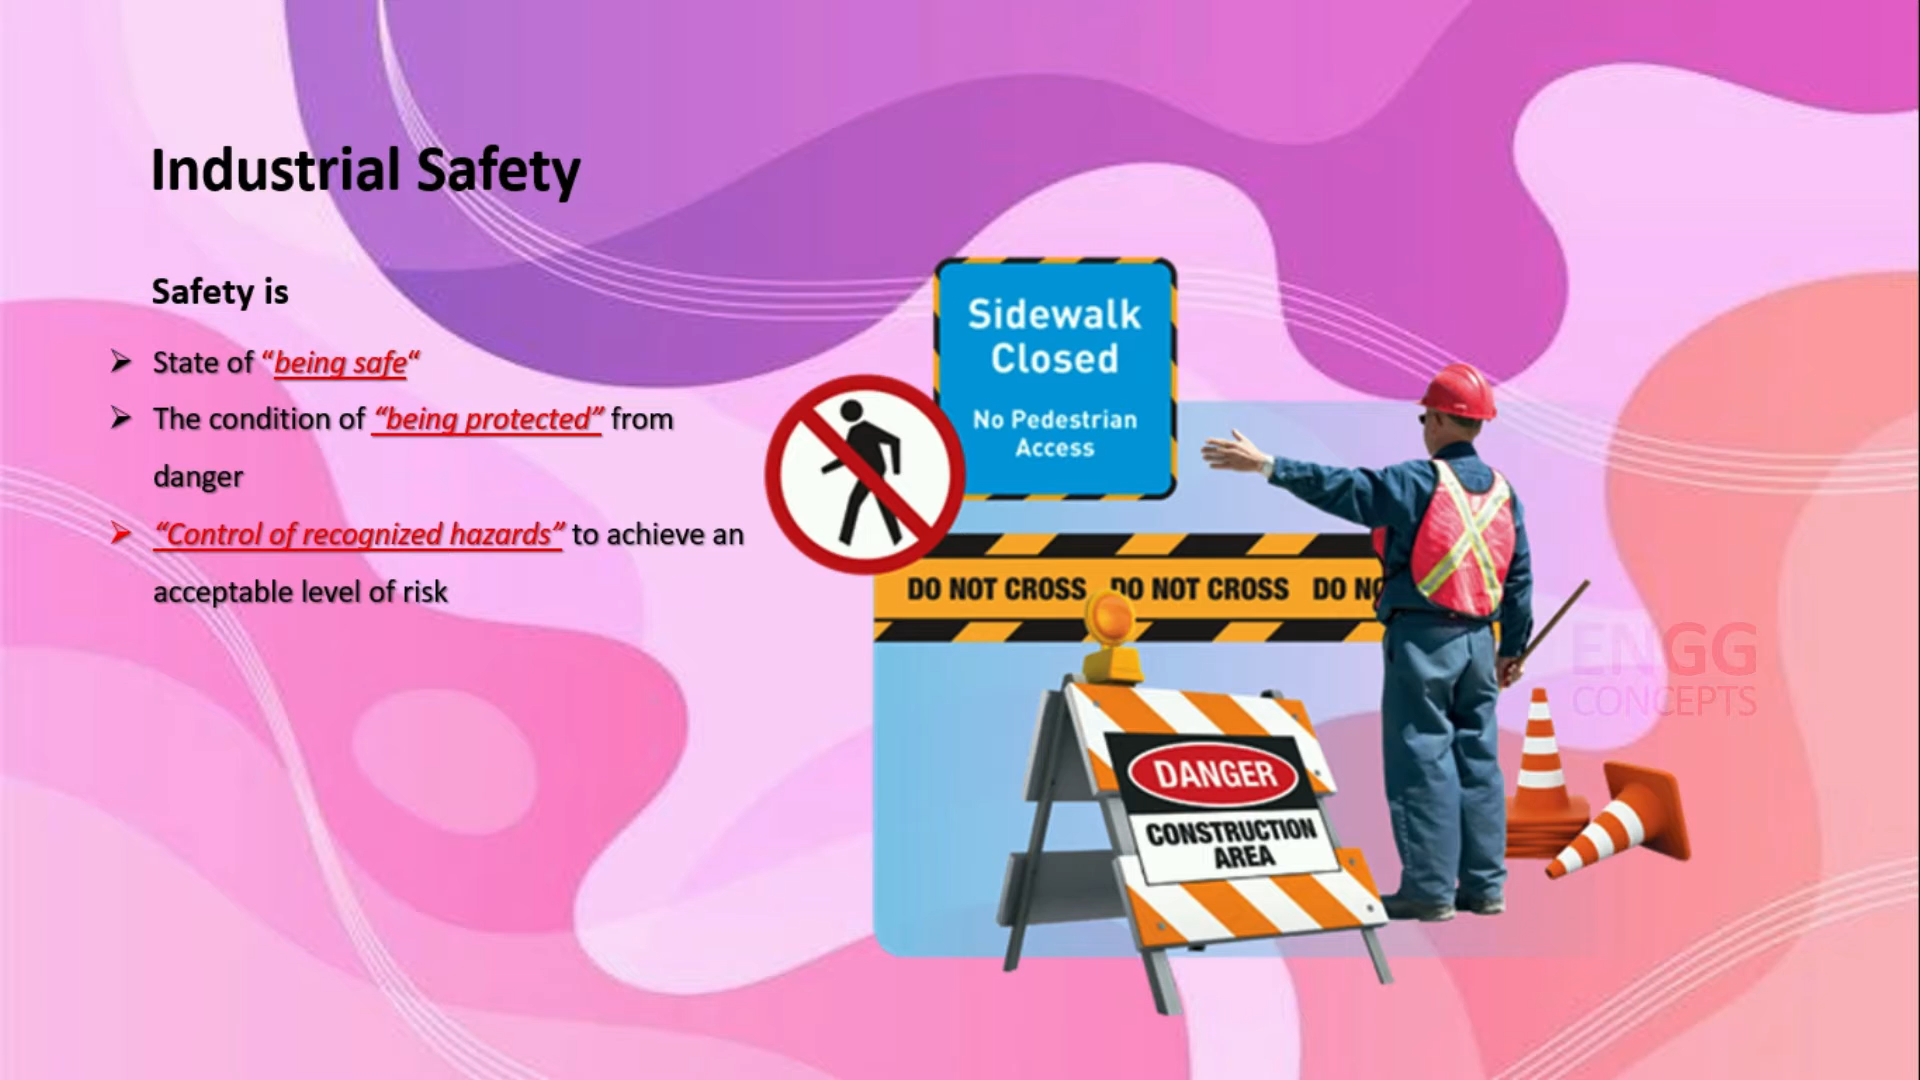 Industrial Safety
Safety is
➢ State of “being safe“
➢ The condition of “being protected” from
danger
➢ “Control of recognized hazards” to achieve an
acceptable level of risk
Sidewalk
Closed
No Pedestrian
Access
DO NOT CROSS DO NOT CROSS DO NO
DANGER
CONSTRUCTION
AREA
ENGG
CONCEPTS